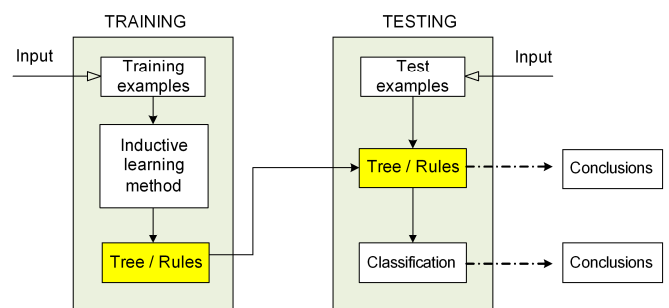 TRAINING
Input
Training
examples
Inductive
learning
method
Tree / Rules
TESTING
Input
Test
examples
Tree / Rules
Conclusions
Classification
Conclusions